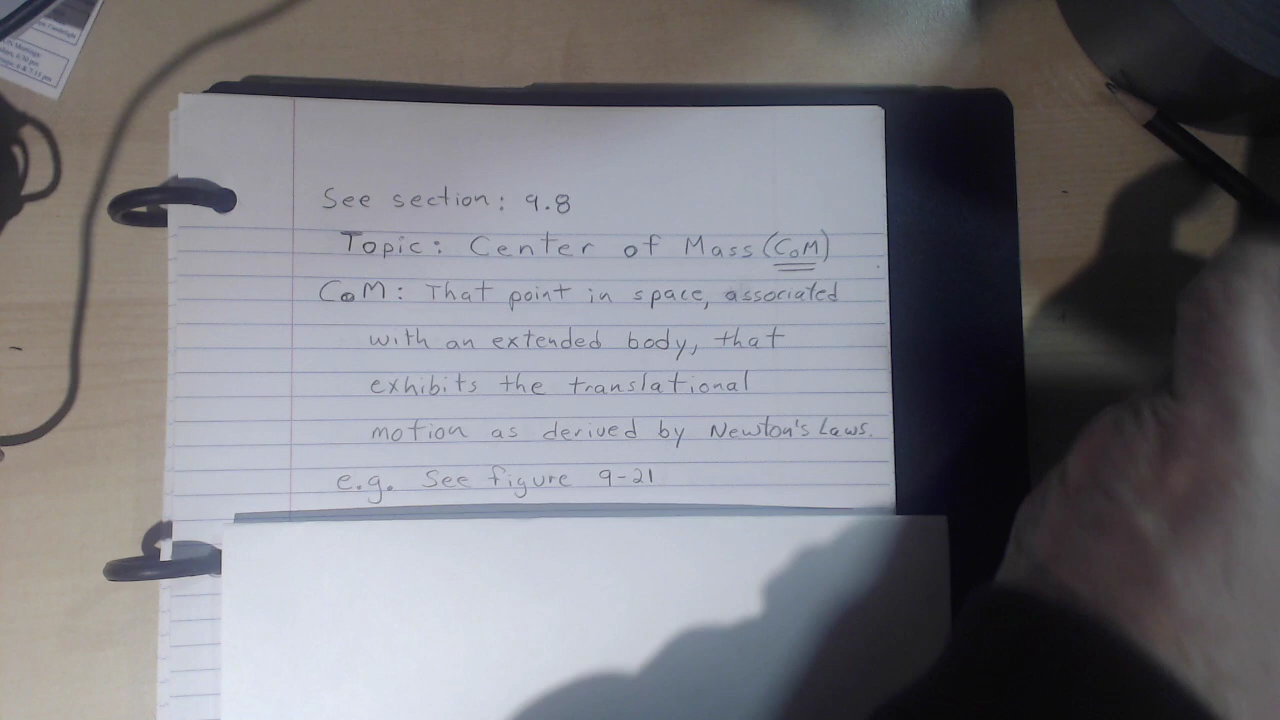 See section: 9.8
Topic: Center of Mass (CoM)
CoM: That point in space, associated
with an extended body, that
exhibits the translational
motion as derived by Newton's Laws.
e.g. See figure 9-21